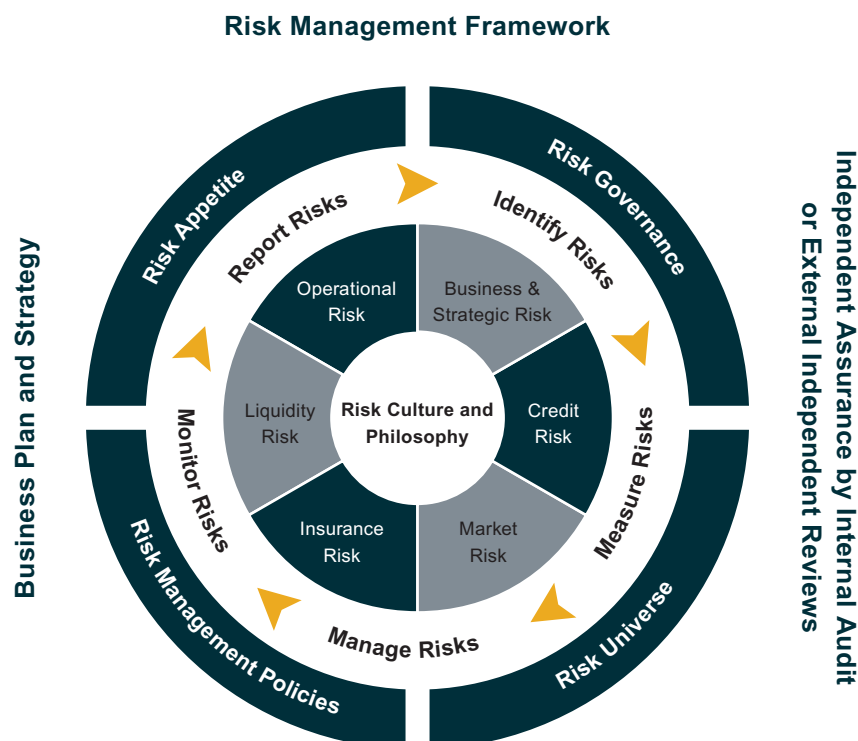 Risk Management Framework
Business Plan and Strategy
Independent Assurance by Internal Audit
or External Independent Reviews
Risk Appetite
Risk Governance
Risk Universe
Risk Management Policies
Report Risks
Identify Risks
Measure Risks
Manage Risks
Monitor Risks
Operational
Risk
Business &
Strategic Risk
Credit
Risk
Market
Risk
Insurance
Risk
Liquidity
Risk
Risk Culture and
Philosophy